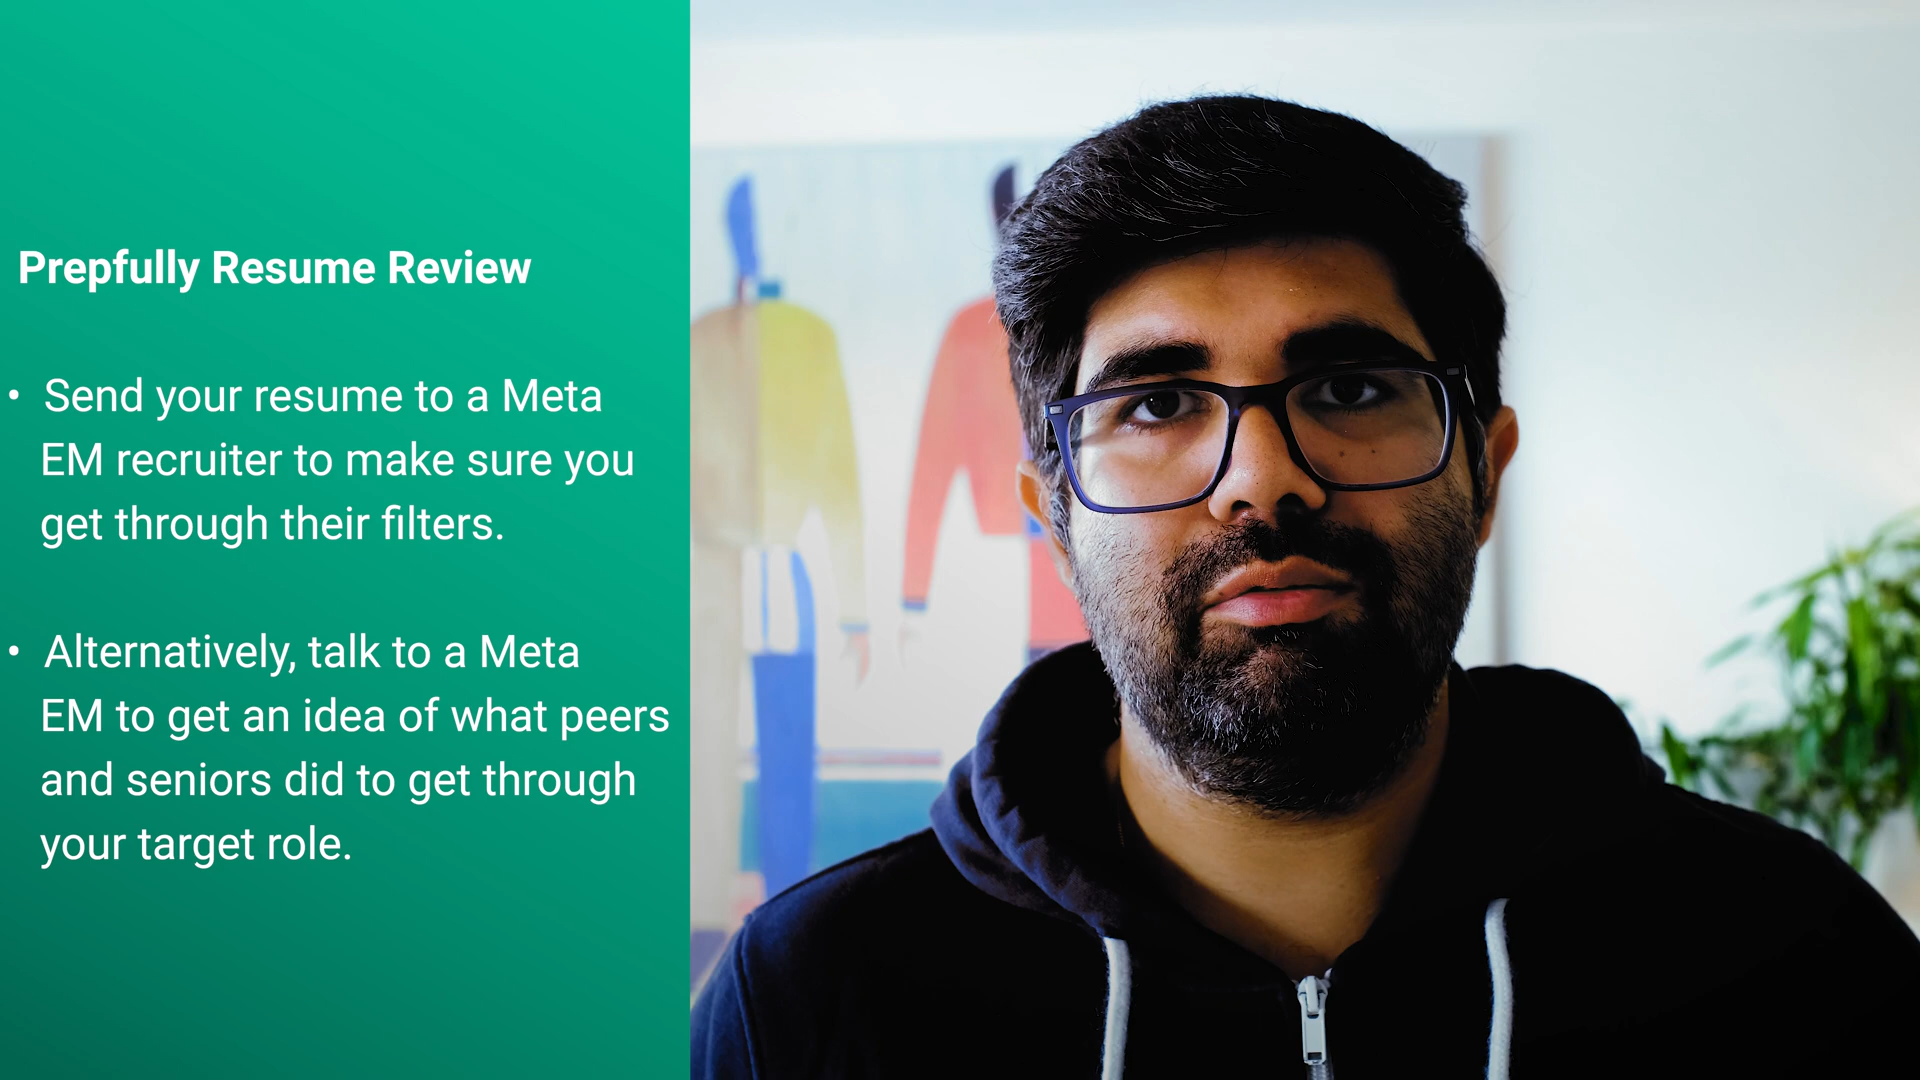 Prepfully Resume Review
• Send your resume to a Meta
EM recruiter to make sure you
get through their filters.
• Alternatively, talk to a Meta
EM to get an idea of what peers
and seniors did to get through
your target role.